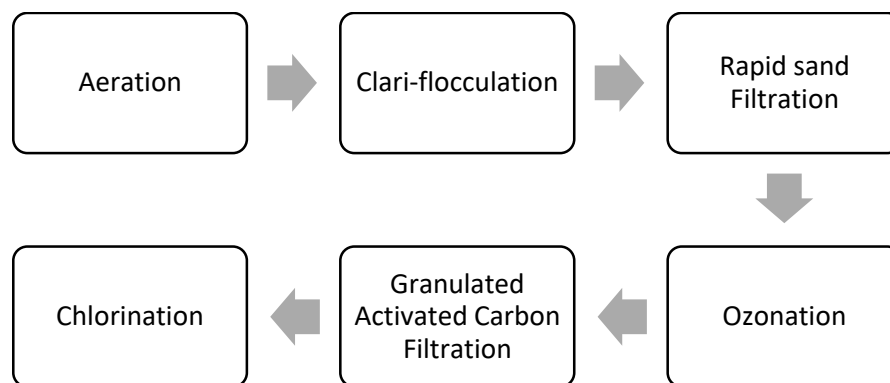 Aeration
Clari-flocculation
Rapid sand
Filtration
Ozonation
Granulated
Activated Carbon
Filtration
Chlorination